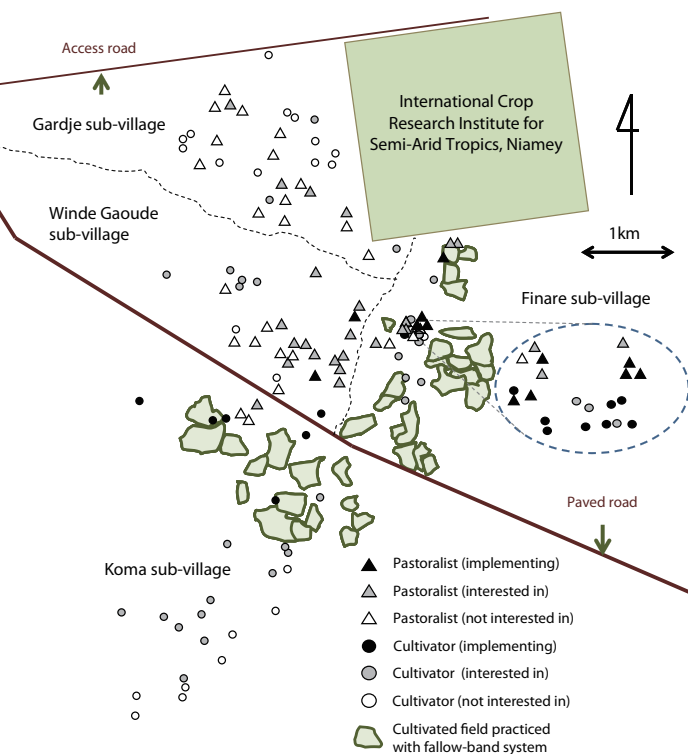 Access road
Gardje sub-village
International Crop
Research Institute for
Semi-Arid Tropics, Niamey
Winde Gaoude
sub-village
1km
Finare sub-village
Paved road
Koma sub-village
Pastoralist (implementing)
Pastoralist (interested in)
Pastoralist (not interested in)
Cultivator (implementing)
Cultivator (interested in)
Cultivator (not interested in)
Cultivated field practiced
with fallow-band system